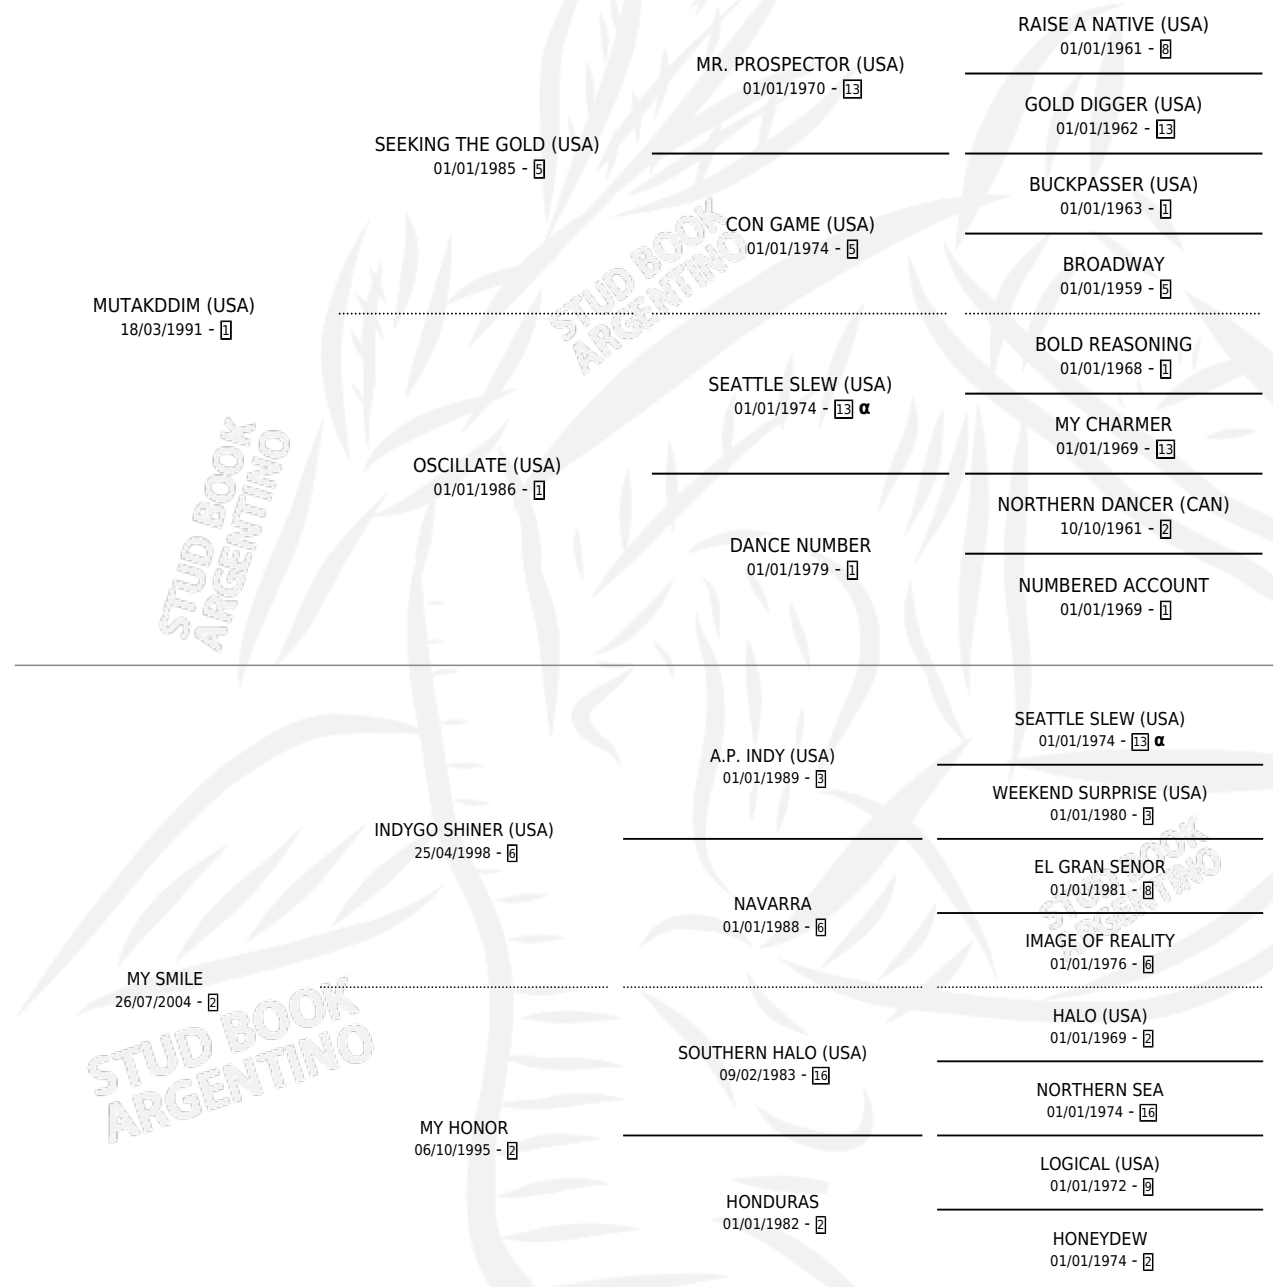 RAISE A NATIVE (USA)
01/01/1961 - 8
MR. PROSPECTOR (USA)
01/01/1970 - 13
GOLD DIGGER (USA)
01/01/1962 - 13
SEEKING THE GOLD (USA)
01/01/1985 - 5
BUCKPASSER (USA)
01/01/1963 - 1
CON GAME (USA)
01/01/1974 - 5
BROADWAY
01/01/1959 - 5
MUTAKDDIM (USA)
18/03/1991 - 1
BOLD REASONING
01/01/1968 - 1
SEATTLE SLEW (USA)
01/01/1974 - 13 α
MY CHARMER
01/01/1969 - 13
OSCILLATE (USA)
01/01/1986 - 1
NORTHERN DANCER (CAN)
10/10/1961 - 2
DANCE NUMBER
01/01/1979 - 1
NUMBERED ACCOUNT
01/01/1969 - 1
SEATTLE SLEW (USA)
01/01/1974 - 13 α
A.P. INDY (USA)
01/01/1989 - 3
WEEKEND SURPRISE (USA)
01/01/1980 - 3
INDYGO SHINER (USA)
25/04/1998 - 6
EL GRAN SENOR
01/01/1981 - 8
NAVARRA
01/01/1988 - 6
IMAGE OF REALITY
01/01/1976 - 6
MY SMILE
26/07/2004 - 2
HALO (USA)
01/01/1969 - 2
SOUTHERN HALO (USA)
09/02/1983 - 16
NORTHERN SEA
01/01/1974 - 16
MY HONOR
06/10/1995 - 2
LOGICAL (USA)
01/01/1972 - 9
HONDURAS
01/01/1982 - 2
HONEYDEW
01/01/1974 - 2
STUD BOOK
ARGENTINO
STUD BOOK
ARGENTINO
STUD BOOK
ARGENTINO
STUD BOOK
ARGENTINO